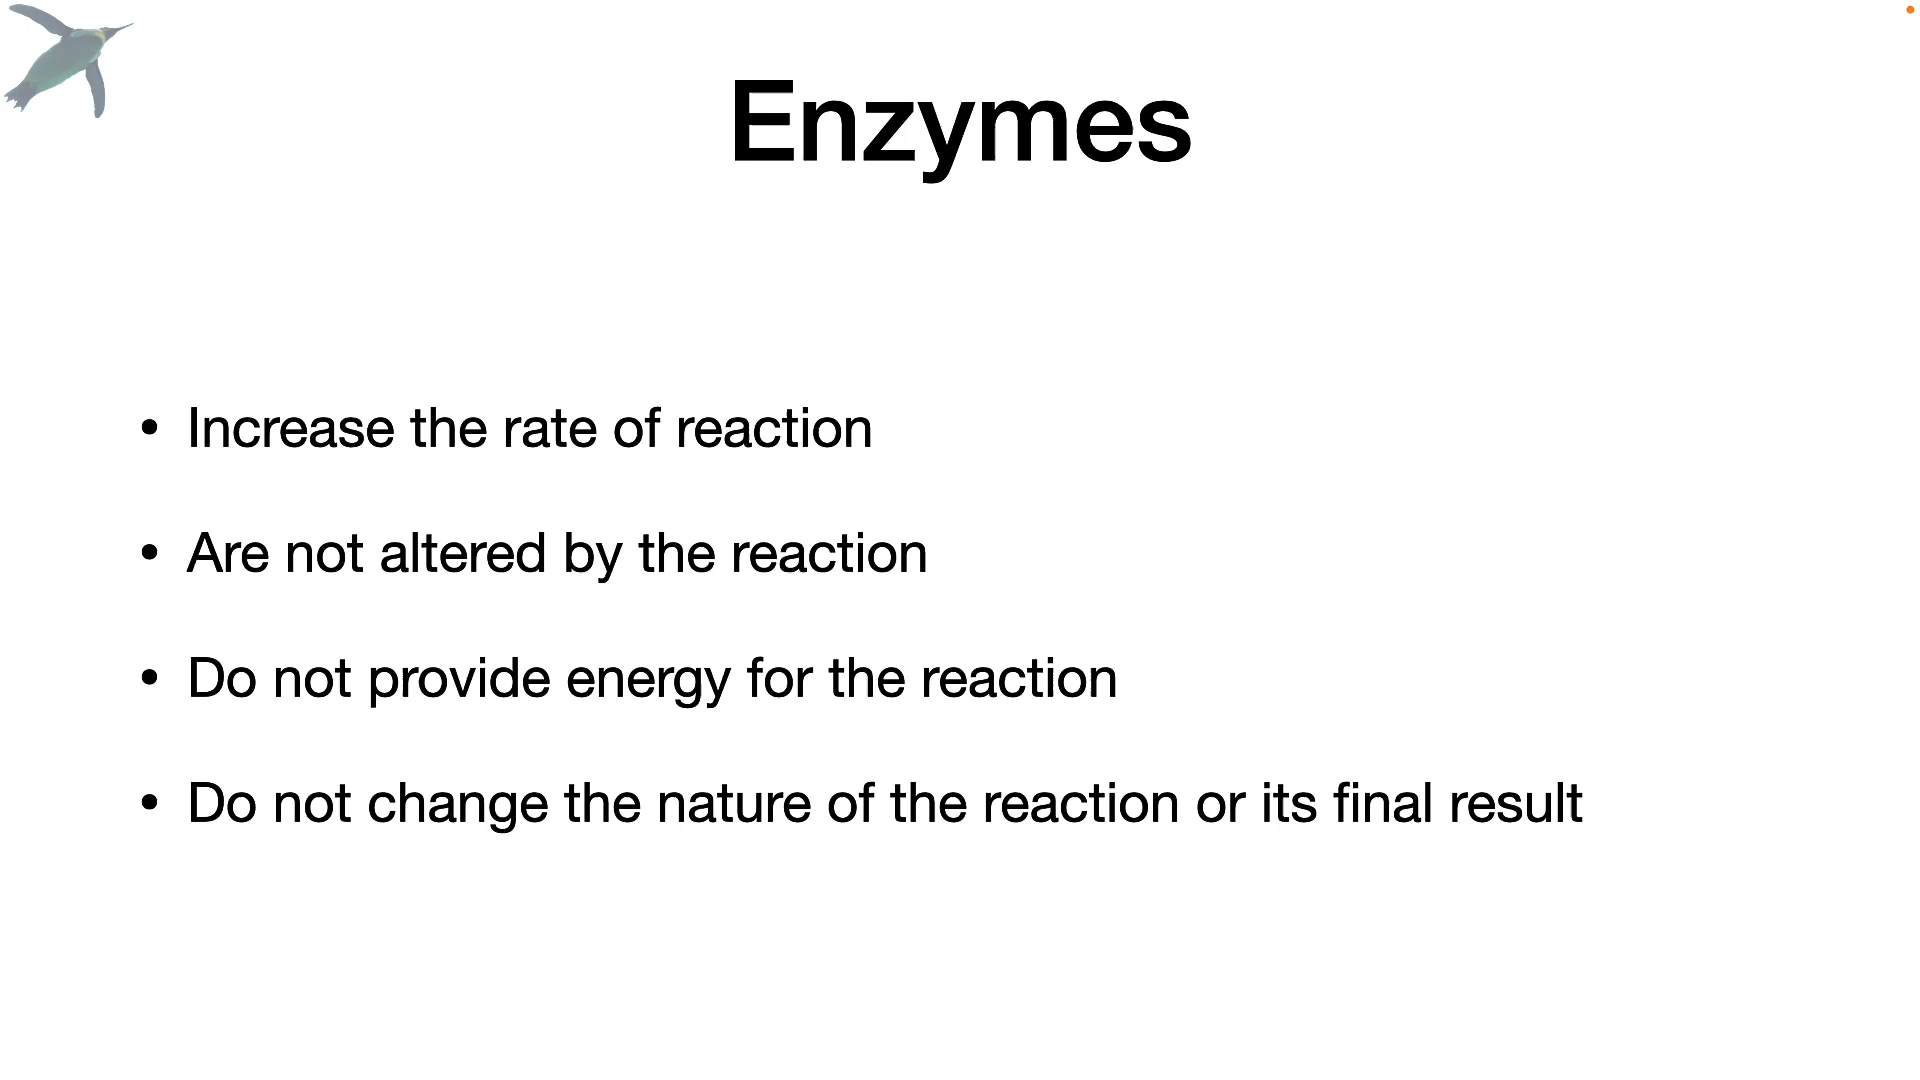 Enzymes
• Increase the rate of reaction
• Are not altered by the reaction
• Do not provide energy for the reaction
• Do not change the nature of the reaction or its final result